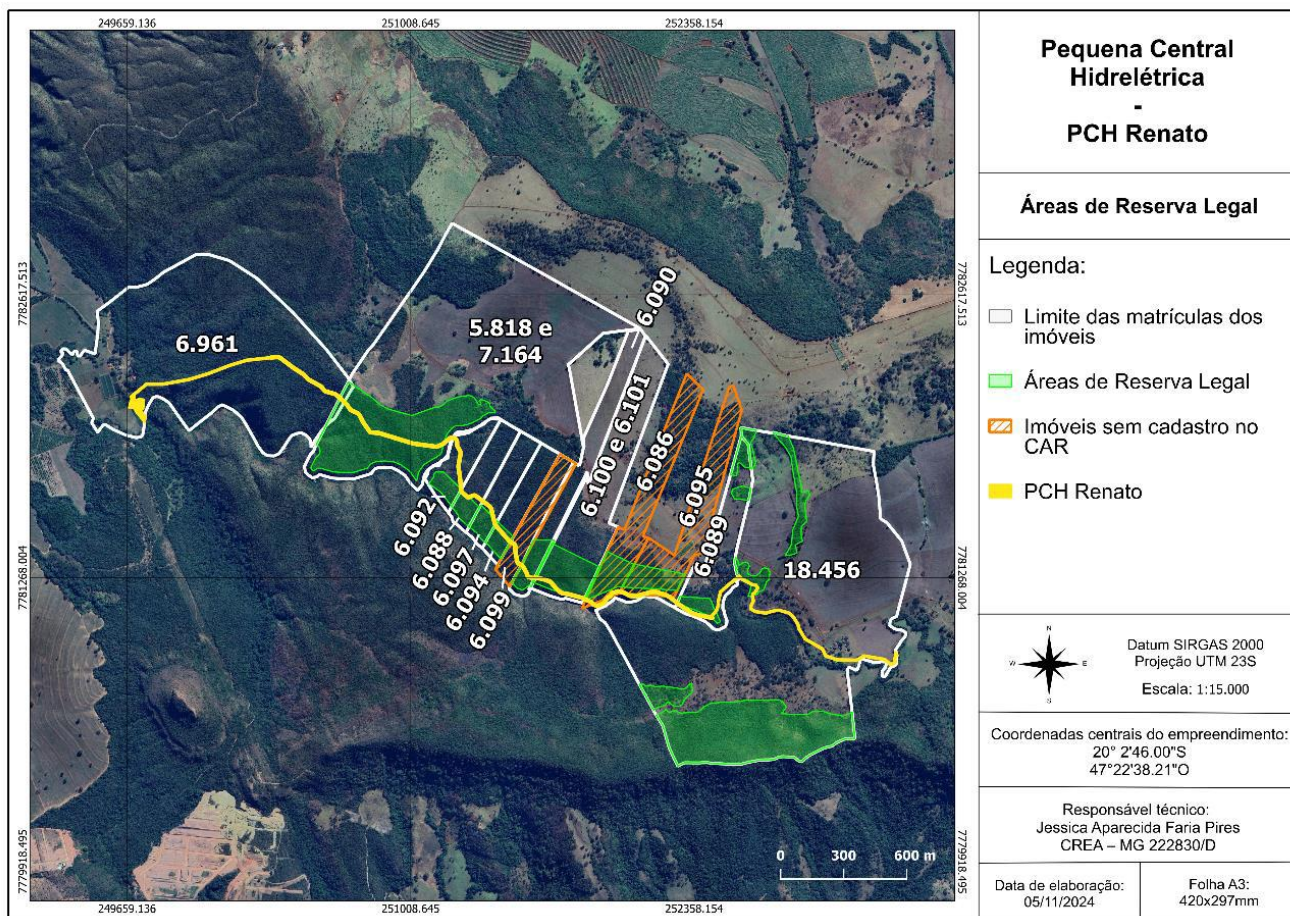 249659.136
251008.645
252358.154
7782617.513
7782617.513
7781268.004
7781268.004
7779918.495
7779918.495
6.961
5.818 e
7.164
6.090
6.100 e 6.101
6.086
6.095
6.089
18.456
6.092
6.088
6.097
6.094
6.099
0 300 600 m
249659.136
251008.645
252358.154
Pequena Central
Hidrelétrica
-
PCH Renato
Áreas de Reserva Legal
Legenda:
Limite das matrículas dos
imóveis
Áreas de Reserva Legal
Imóveis sem cadastro no
CAR
PCH Renato
N
W
E
S
Datum SIRGAS 2000
Projeção UTM 23S
Escala: 1:15.000
Coordenadas centrais do empreendimento:
20° 2'46.00"S
47°22'38.21"O
Responsável técnico:
Jessica Aparecida Faria Pires
CREA – MG 222830/D
Data de elaboração:
05/11/2024
Folha A3:
420x297mm